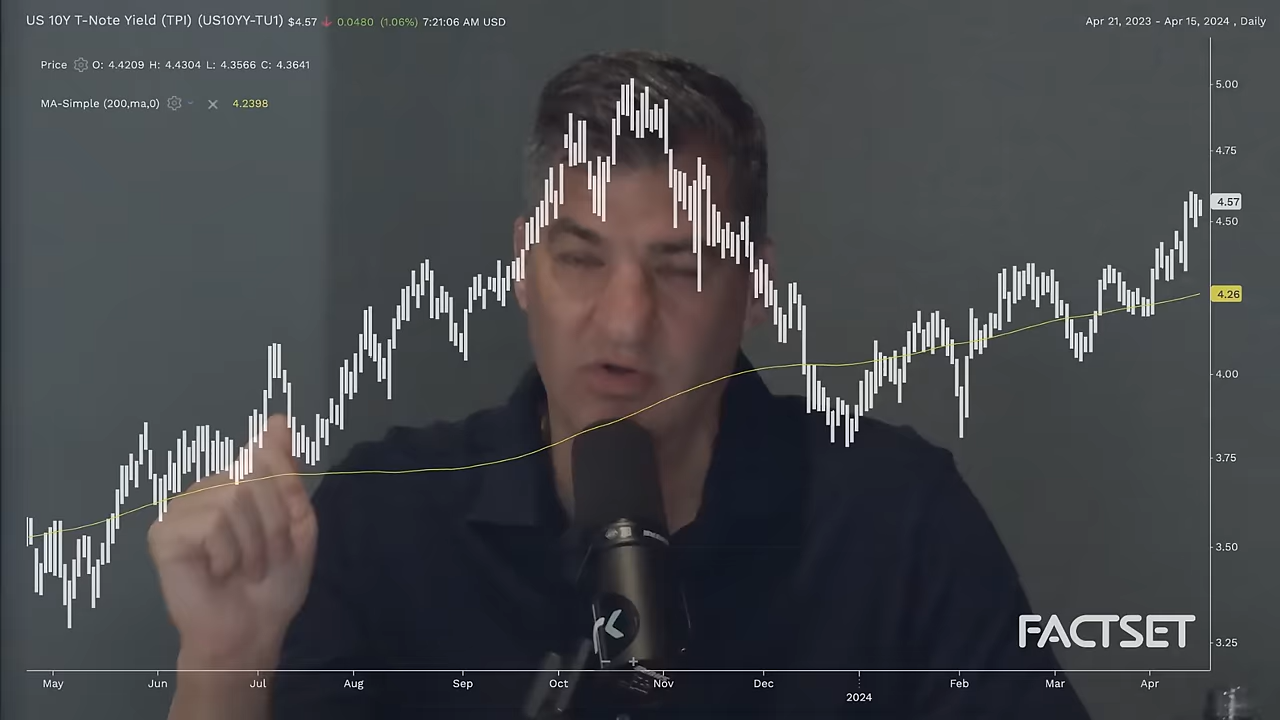 US 10Y T-Note Yield (TPI) (US10YY-TU1) $4.57 0.0480 (1.06%) 7:21:06 AM USD
Apr 21, 2023 - Apr 15, 2024 , Daily
Price O: 4.4209 H: 4.4304 L: 4.3566 C: 4.3641
MA-Simple (200,ma,0) 4.2398
5.00
4.75
4.57
4.50
4.26
4.00
3.75
3.50
3.25
FACTSET
May Jun Jul Aug Sep Oct Nov Dec 2024 Feb Mar Apr